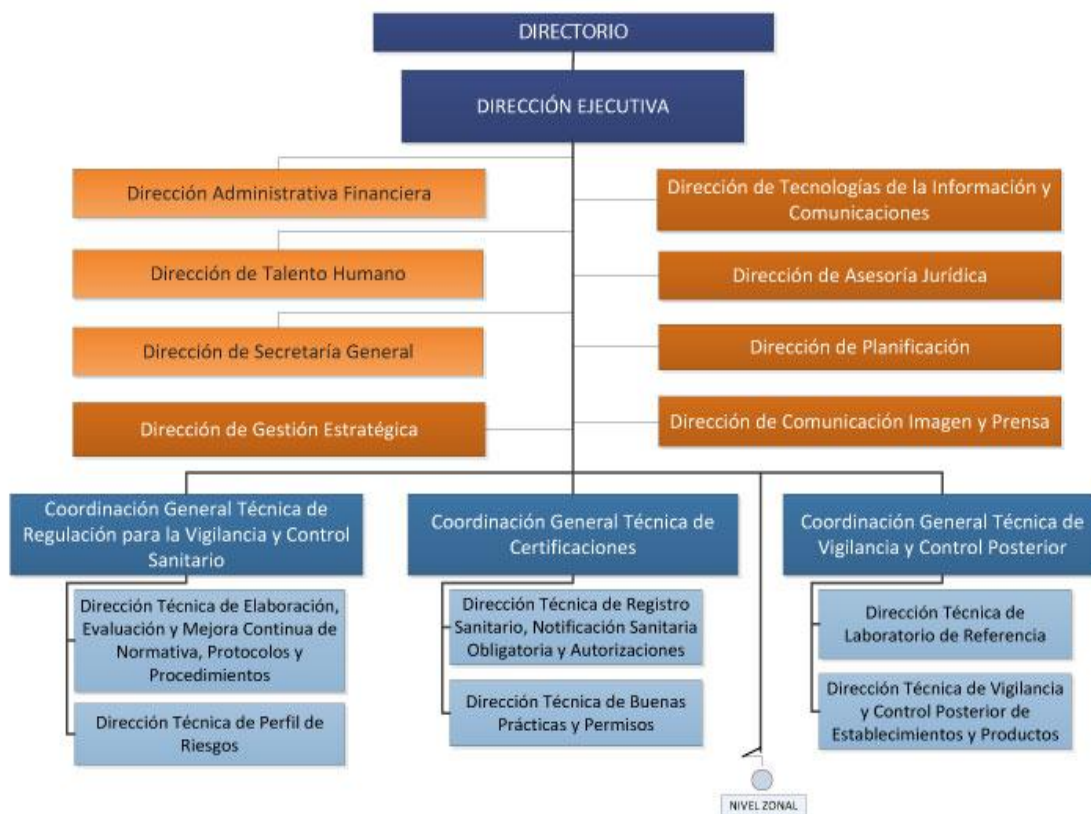 DIRECTORIO
DIRECCIÓN EJECUTIVA
Dirección Administrativa Financiera
Dirección de Tecnologías de la Información y
Comunicaciones
Dirección de Talento Humano
Dirección de Asesoría Jurídica
Dirección de Secretaría General
Dirección de Planificación
Dirección de Gestión Estratégica
Dirección de Comunicación Imagen y Prensa
Coordinación General Técnica de
Regulación para la Vigilancia y Control
Sanitario
Dirección Técnica de Elaboración,
Evaluación y Mejora Continua de
Normativa, Protocolos y
Procedimientos
Dirección Técnica de Perfil de
Riesgos
Coordinación General Técnica de
Certificaciones
Dirección Técnica de Registro
Sanitario, Notificación Sanitaria
Obligatoria y Autorizaciones
Dirección Técnica de Buenas
Prácticas y Permisos
Coordinación General Técnica de
Vigilancia y Control Posterior
Dirección Técnica de
Laboratorio de Referencia
Dirección Técnica de Vigilancia
y Control Posterior de
Establecimientos y Productos
NIVEL ZONAL